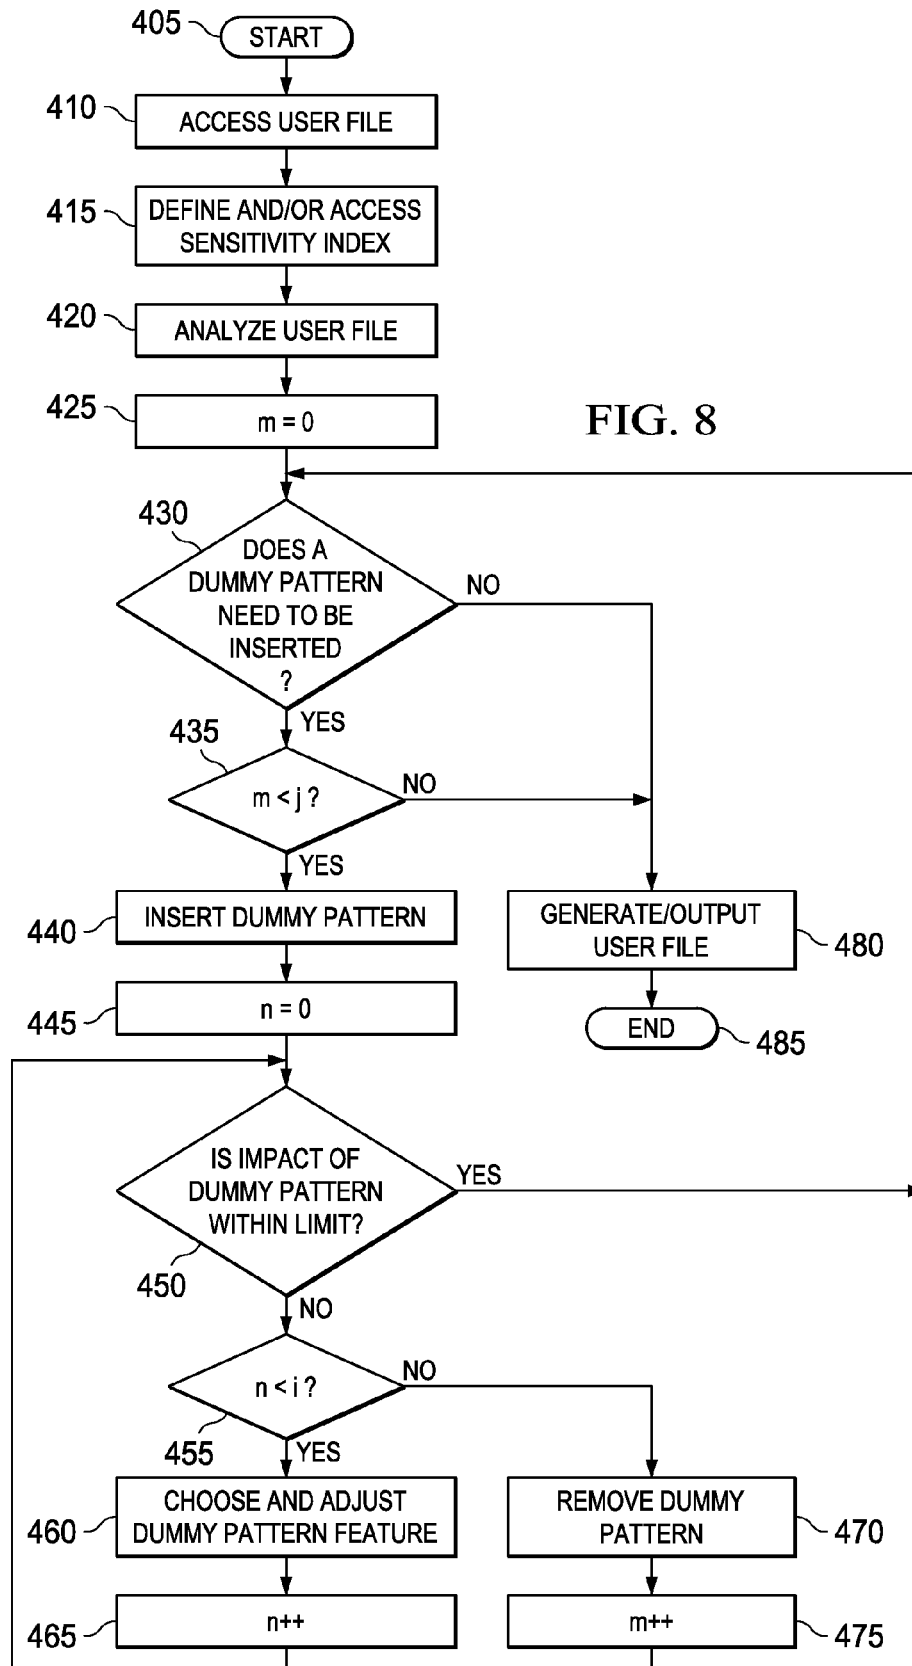 405
START
410
ACCESS USER FILE
415
DEFINE AND/OR ACCESS
SENSITIVITY INDEX
420
ANALYZE USER FILE
425
m = 0
FIG. 8
430
DOES A
DUMMY PATTERN
NEED TO BE
INSERTED
?
NO
YES
435
m < j ?
NO
YES
440
INSERT DUMMY PATTERN
GENERATE/OUTPUT
USER FILE
480
445
n = 0
END
485
IS IMPACT OF
DUMMY PATTERN
WITHIN LIMIT?
YES
450
NO
n < i ?
NO
455
YES
460
CHOOSE AND ADJUST
DUMMY PATTERN FEATURE
REMOVE DUMMY
PATTERN
470
465
n++
m++
475